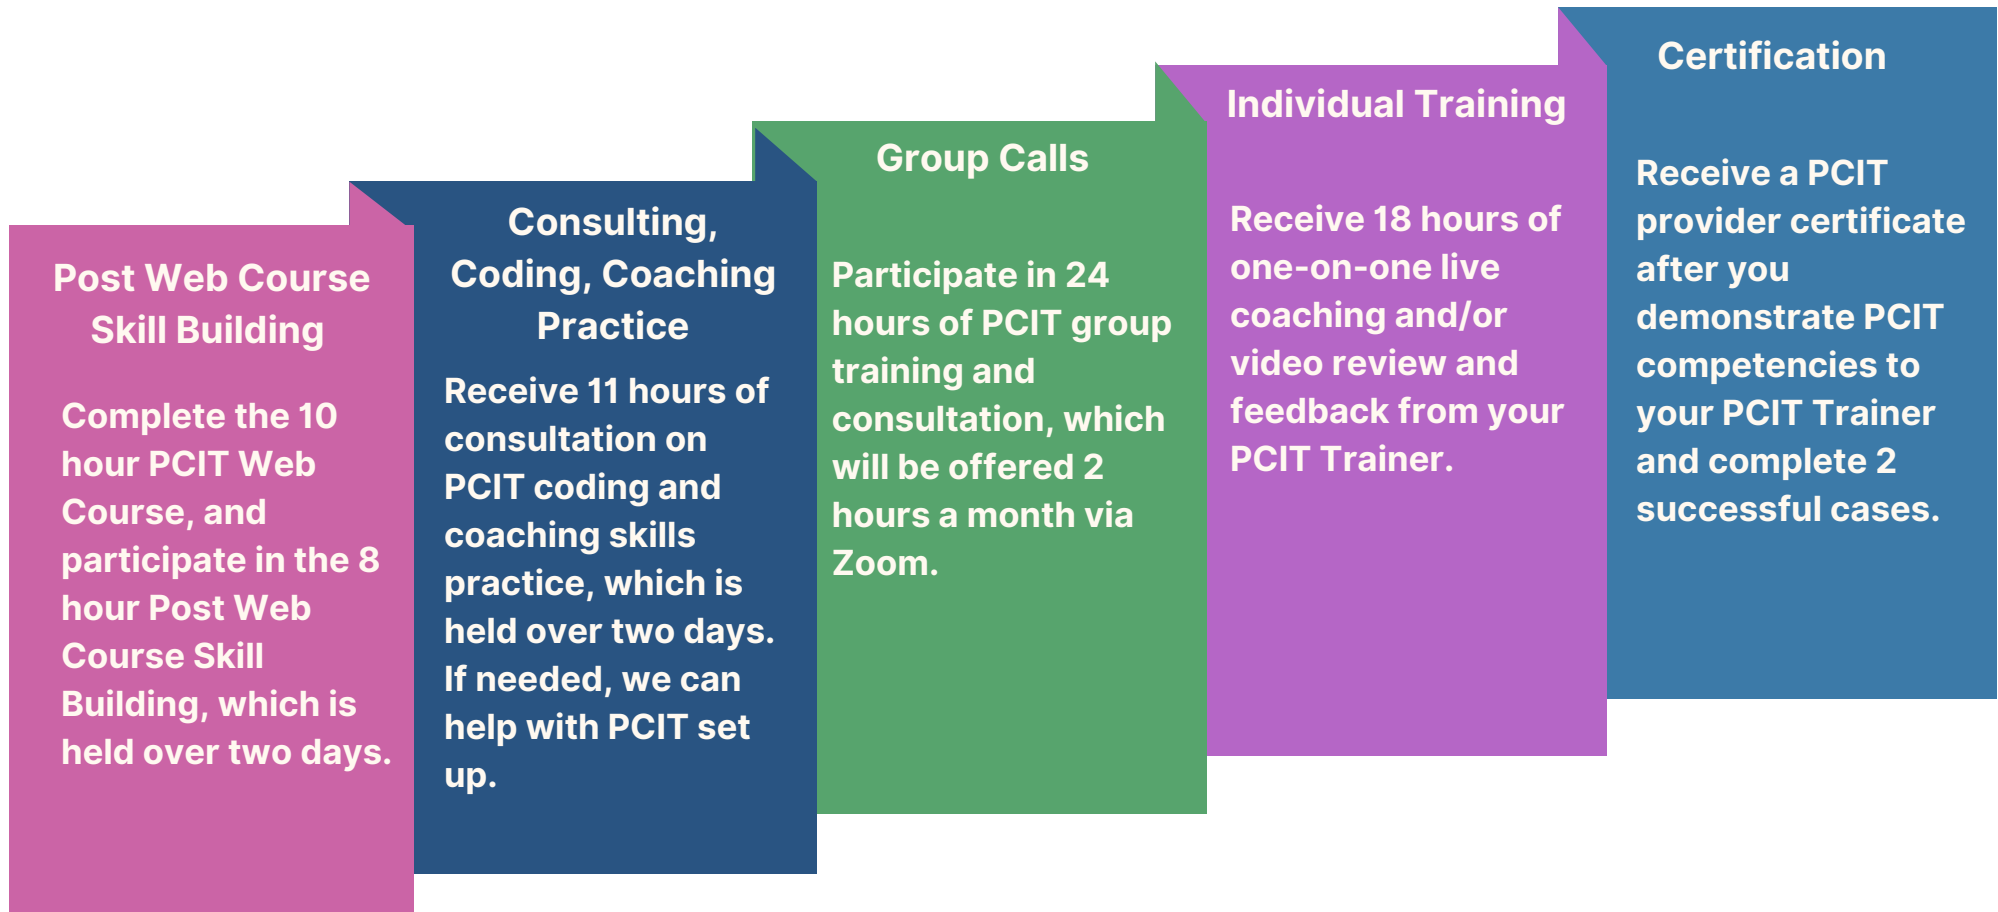 Post Web Course
Skill Building
Complete the 10
hour PCIT Web
Course, and
participate in the 8
hour Post Web
Course Skill
Building, which is
held over two days.
Consulting,
Coding, Coaching
Practice
Receive 11 hours of
consultation on
PCIT coding and
coaching skills
practice, which is
held over two days.
If needed, we can
help with PCIT set
up.
Group Calls
Participate in 24
hours of PCIT group
training and
consultation, which
will be offered 2
hours a month via
Zoom.
Individual Training
Receive 18 hours of
one-on-one live
coaching and/or
video review and
feedback from your
PCIT Trainer.
Certification
Receive a PCIT
provider certificate
after you
demonstrate PCIT
competencies to
your PCIT Trainer
and complete 2
successful cases.